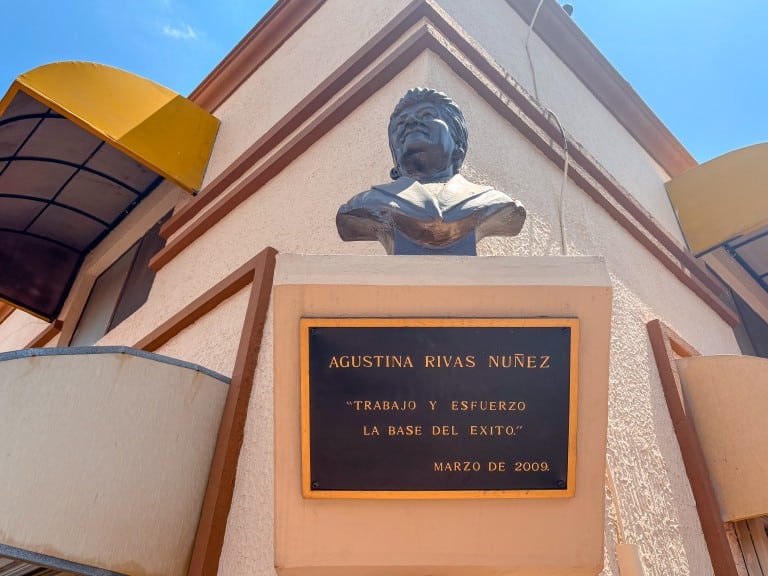 AGUSTINA RIVAS NUÑEZ
"TRABAJO Y ESFUERZO
LA BASE DEL EXITO."
MARZO DE 2009.